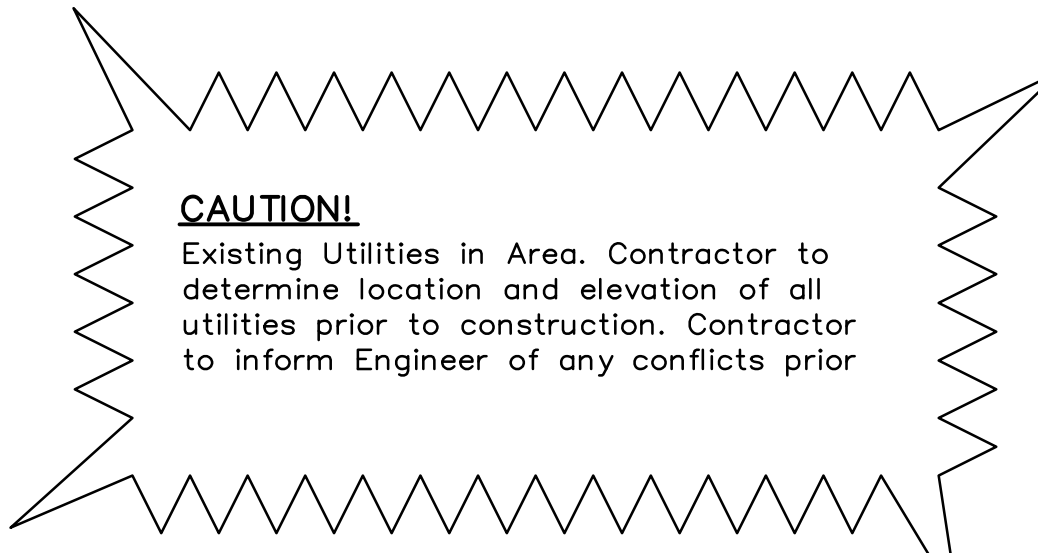 CAUTION!
Existing Utilities in Area. Contractor to
determine location and elevation of all
utilities prior to construction. Contractor
to inform Engineer of any conflicts prior